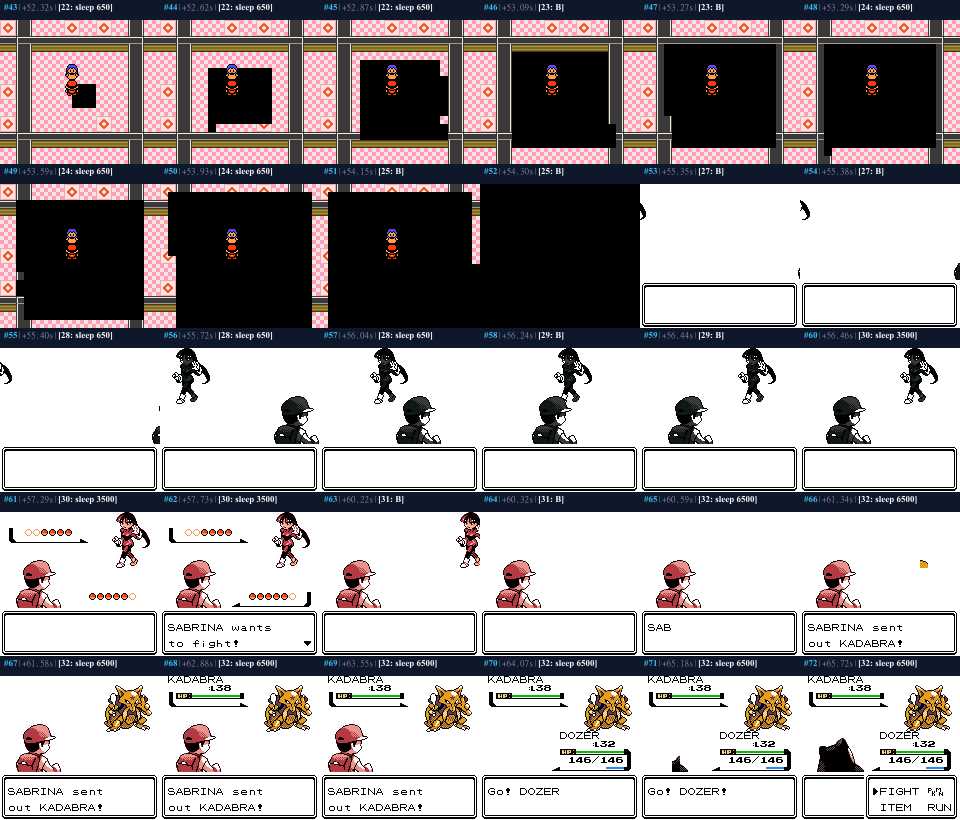 #43|+52.32s|[22: sleep 650]
#44|+52.62s|[22: sleep 650]
#45|+52.87s|[22: sleep 650]
#46|+53.09s|[23: B]
#47|+53.27s|[23: B]
#48|+53.29s|[24: sleep 650]
#49|+53.59s|[24: sleep 650]
#50|+53.93s|[24: sleep 650]
#51|+54.15s|[25: B]
#52|+54.30s|[25: B]
#53|+55.35s|[27: B]
#54|+55.38s|[27: B]
#55|+55.40s|[28: sleep 650]
#56|+55.72s|[28: sleep 650]
#57|+56.04s|[28: sleep 650]
#58|+56.24s|[29: B]
#59|+56.44s|[29: B]
#60|+56.46s|[30: sleep 3500]
#61|+57.29s|[30: sleep 3500]
#62|+57.73s|[30: sleep 3500]
#63|+60.22s|[31: B]
#64|+60.32s|[31: B]
#65|+60.59s|[32: sleep 6500]
#66|+61.34s|[32: sleep 6500]
SABRINA wants
to fight!
SAB
SABRINA sent
out KADABRA!
#67|+61.58s|[32: sleep 6500]
#68|+62.88s|[32: sleep 6500]
#69|+63.55s|[32: sleep 6500]
#70|+64.07s|[32: sleep 6500]
#71|+65.18s|[32: sleep 6500]
#72|+65.72s|[32: sleep 6500]
SABRINA sent
out KADABRA!
KADABRA
:L38
HP:
SABRINA sent
out KADABRA!
KADABRA
:L38
HP:
SABRINA sent
out KADABRA!
KADABRA
:L38
HP:
DOZER
:L32
HP:
146/146
Go! DOZER
KADABRA
:L38
HP:
DOZER
:L32
HP:
146/146
Go! DOZER!
KADABRA
:L38
HP:
DOZER
:L32
HP:
146/146
▶FIGHT PKMN
ITEM RUN